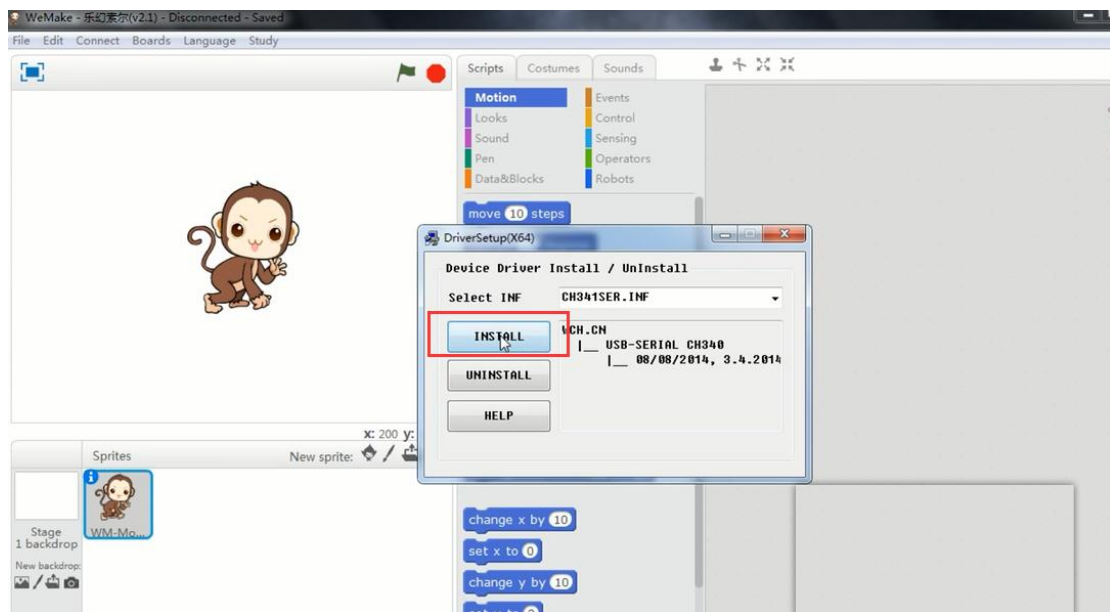 WeMake - 乐幻索尔(v2.1) - Disconnected - Saved
File Edit Connect Boards Language Study
Scripts Costumes Sounds
Motion Events
Looks Control
Sound Sensing
Pen Operators
Data&Blocks Robots
move 10 steps
DriverSetup(X64)
Device Driver Install / UnInstall
Select INF CH341SER.INF
INSTALL
WCH.CN
|__ USB-SERIAL CH340
|__ 08/08/2014, 3.4.2014
UNINSTALL
HELP
x: 200 y:
Sprites New sprite:
Stage
1 backdrop
WM-Mo...
New backdrop:
change x by 10
set x to 0
change y by 10